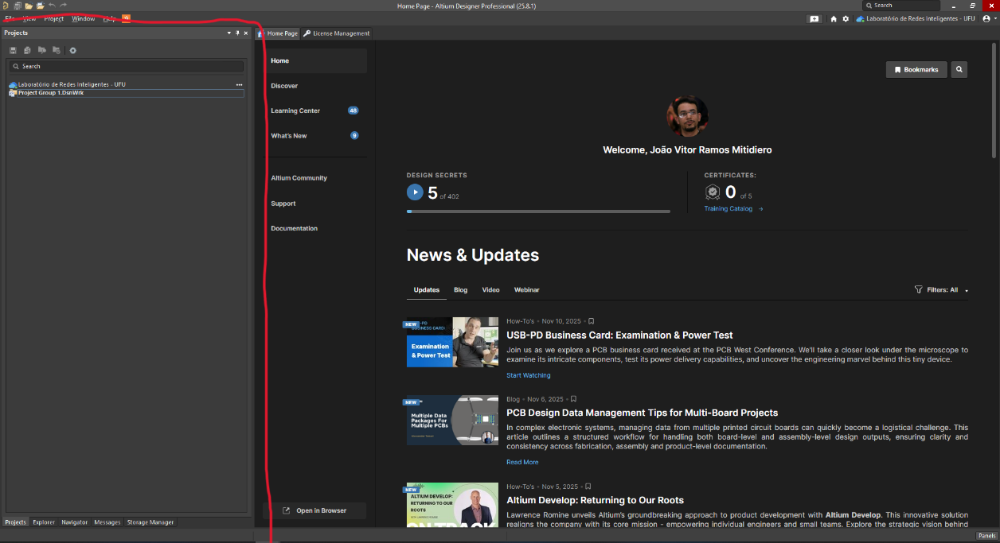 Home Page - Altium Designer Professional (25.8.1)
Search
File View Project Window Help
Laboratório de Redes Inteligentes - UFU
Projects
Home Page
License Management
Search
Laboratório de Redes Inteligentes - UFU
Project Group 1.DsnWrk
Home
Discover
Learning Center 48
What's New 9
Altium Community
Support
Documentation
Open in Browser
Bookmarks
Welcome, João Vitor Ramos Mitidiero
DESIGN SECRETS
5 of 402
CERTIFICATES:
0 of 5
Training Catalog →
News & Updates
Updates Blog Video Webinar
Filters: All
NEW
BUSINESS CARD:
Examination
& Power Test
How-To's • Nov 10, 2025 •
USB-PD Business Card: Examination & Power Test
Join us as we explore a PCB business card received at the PCB West Conference. We'll take a closer look under the microscope to
examine its intricate components, test its power delivery capabilities, and uncover the engineering marvel behind this tiny device.
Start Watching
NEW
Multiple Data
Packages For
Multiple PCBs
Blog • Nov 6, 2025 •
PCB Design Data Management Tips for Multi-Board Projects
In complex electronic systems, managing data from multiple printed circuit boards can quickly become a logistical challenge. This
article outlines a structured workflow for handling both board-level and assembly-level design outputs, ensuring clarity and
consistency across fabrication, assembly and product-level documentation.
Read More
NEW
ALTIUM DEVELOP:
RETURNING TO OUR
ROOTS
ON TRACK
How-To's • Nov 5, 2025 •
Altium Develop: Returning to Our Roots
Lawrence Romine unveils Altium's groundbreaking approach to product development with Altium Develop. This innovative solution
realigns the company with its core mission - empowering individual engineers and small teams. Explore the strategic vision behind
Projects Explorer Navigator Messages Storage Manager
Panels